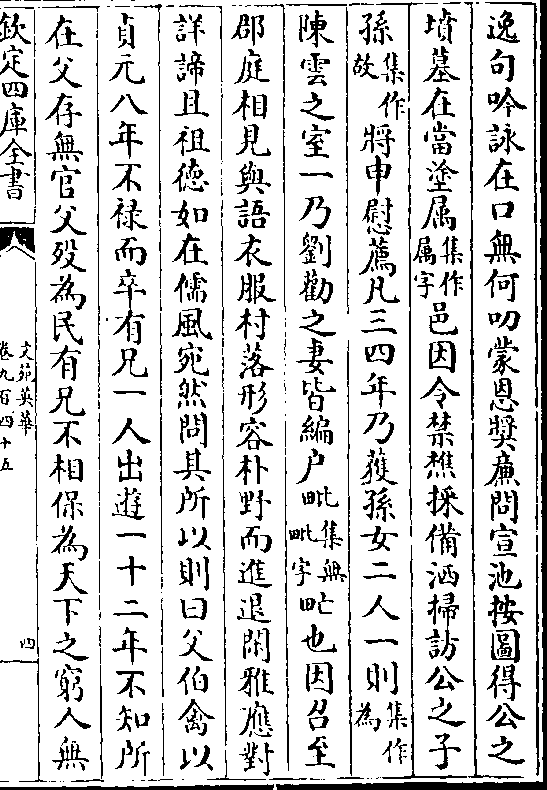 逸句吟詠在口無何叨蒙恩奬廉問宣池按圖得公之
墳墓在當塗属集作属字邑因令禁樵採備洒掃訪公之子
孫集作故將申慰薦凡三四年乃獲孫女二人一則集作為
陳雲之室一乃劉勸之妻皆編户毗集無毗字甿也因召至
郡庭相見與語衣服村落形容朴野而進退閑雅應對
詳諦且祖徳如在儒風宛然問其所以則曰父伯禽以
貞元八年不禄而卒有兄一人出遊一十二年不知所
在父存無官父歿為民有兄不相保為天下之窮人無
欽定四庫全書
文苑英華
卷九百四十五
四